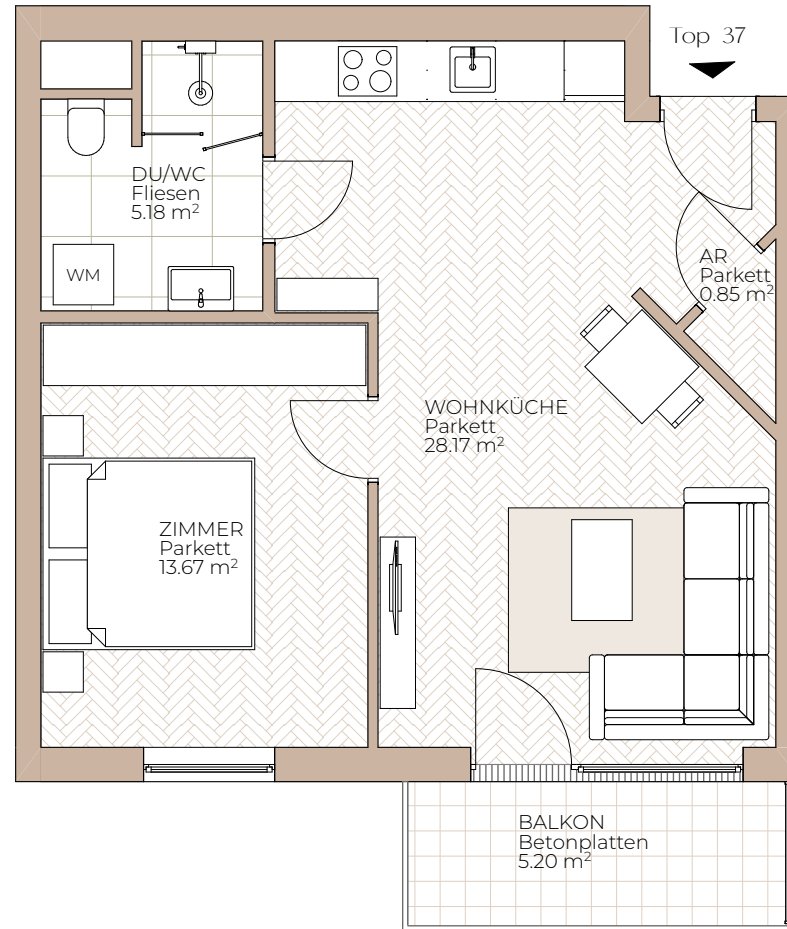 Top 37
DU/WC
Fliesen
5.18 m²
WM
AR
Parkett
0.85 m²
WOHNKÜCHE
Parkett
28.17 m²
ZIMMER
Parkett
13.67 m²
BALKON
Betonplatten
5.20 m²